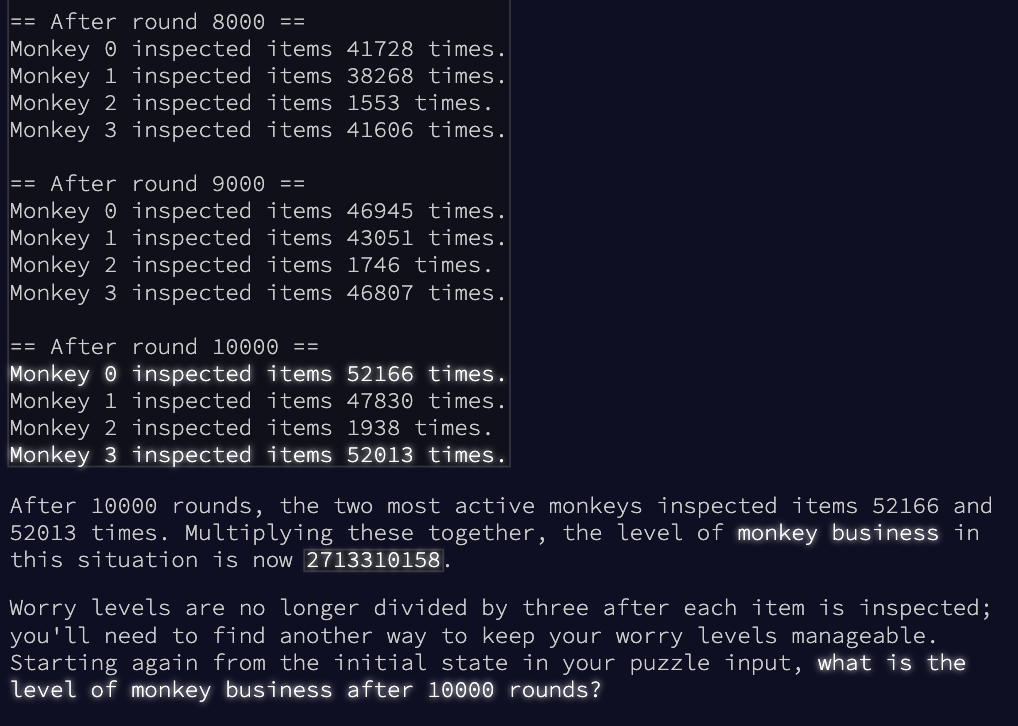 == After round 8000 ==
Monkey 0 inspected items 41728 times.
Monkey 1 inspected items 38268 times.
Monkey 2 inspected items 1553 times.
Monkey 3 inspected items 41606 times.
== After round 9000 ==
Monkey 0 inspected items 46945 times.
Monkey 1 inspected items 43051 times.
Monkey 2 inspected items 1746 times.
Monkey 3 inspected items 46807 times.
== After round 10000 ==
Monkey 0 inspected items 52166 times.
Monkey 1 inspected items 47830 times.
Monkey 2 inspected items 1938 times.
Monkey 3 inspected items 52013 times.
After 10000 rounds, the two most active monkeys inspected items 52166 and
52013 times. Multiplying these together, the level of monkey business in
this situation is now 2713310158.
Worry levels are no longer divided by three after each item is inspected;
you'll need to find another way to keep your worry levels manageable.
Starting again from the initial state in your puzzle input, what is the
level of monkey business after 10000 rounds?